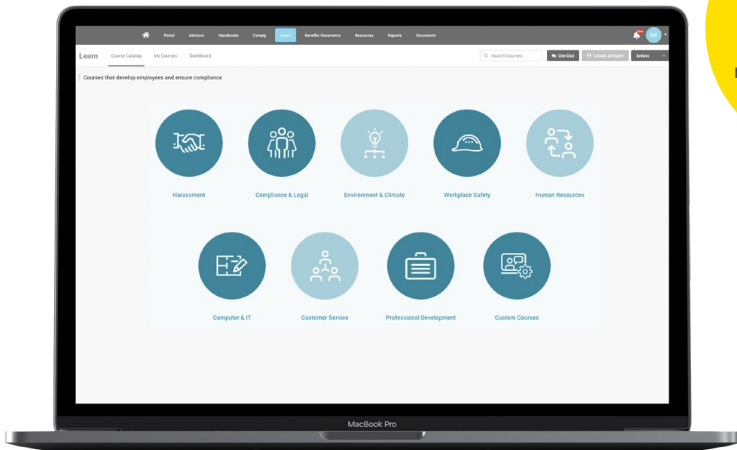 Portal Advisors Handbooks Comply Learn Benefits Documents Resources Reports Documents
Learn Course Catalog My Courses Dashboard Search Courses Live Chat Actions
Courses that develop employees and ensure compliance
Harassment Compliance & Legal Environment & Climate Workplace Safety Human Resources
Computer & IT Customer Service Professional Development Custom Courses
MacBook Pro